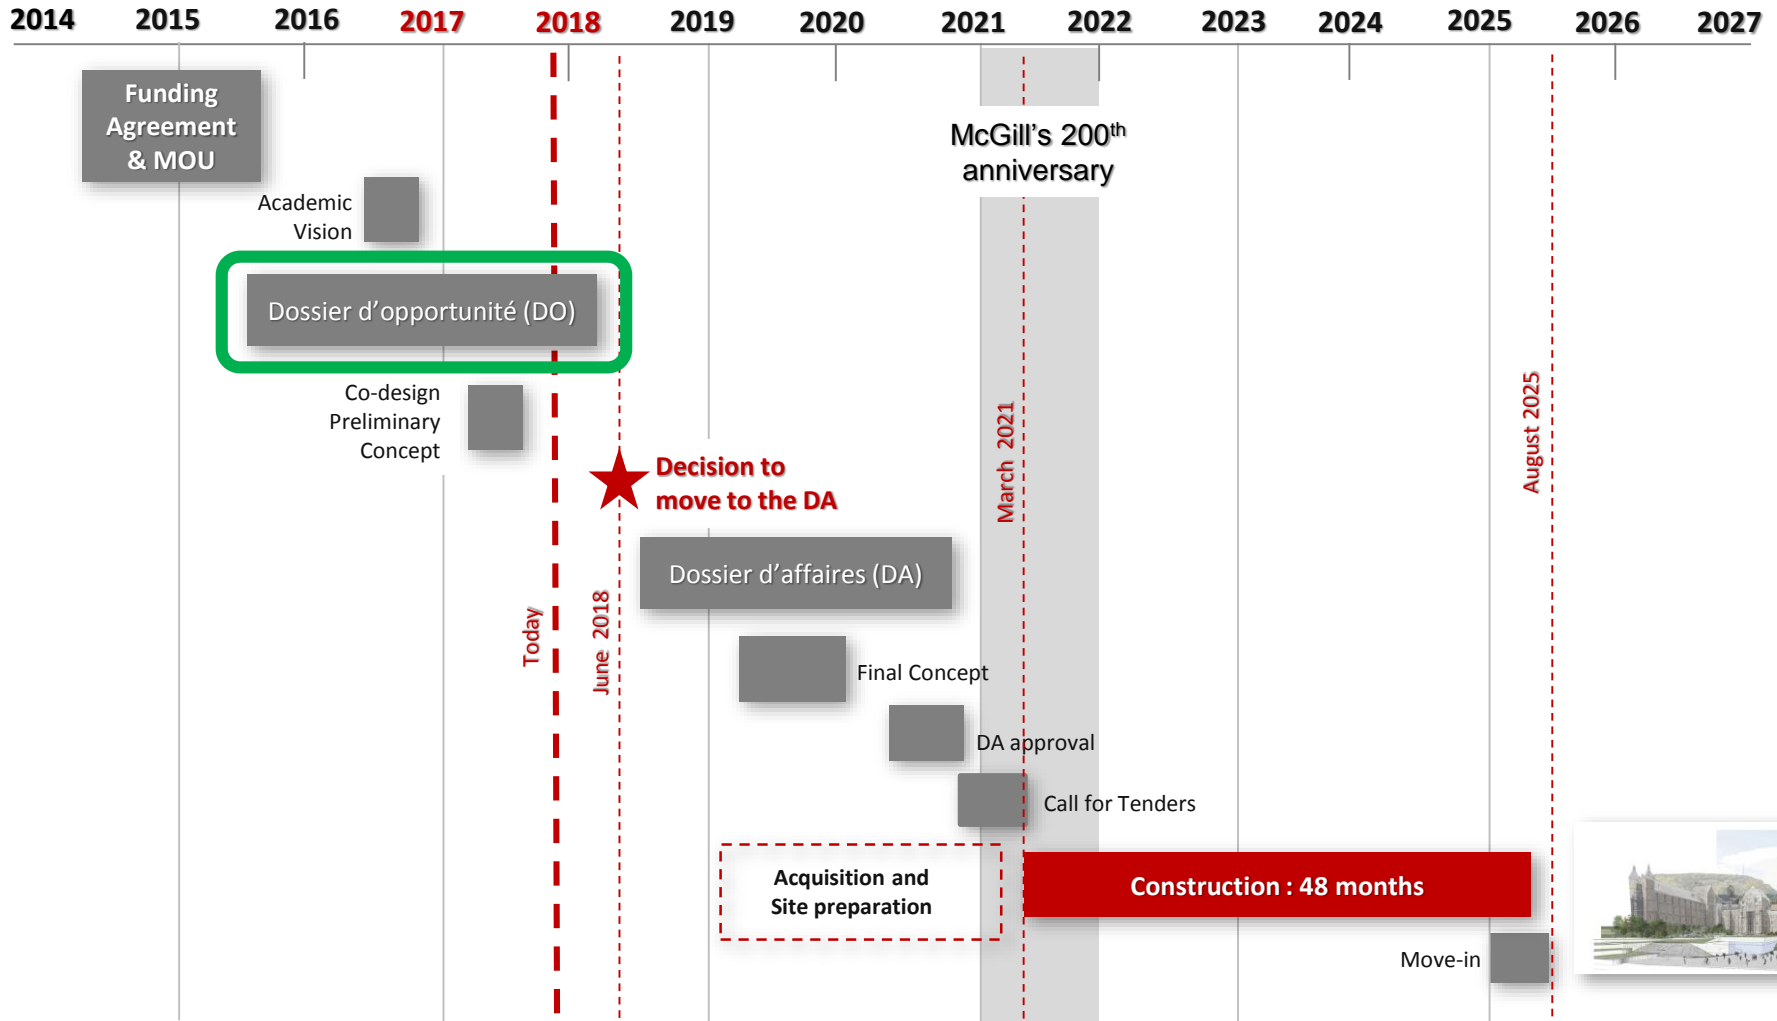 2014 2015 2016 2017 2018 2019 2020 2021 2022 2023 2024 2025 2026 2027
Funding
Agreement
& MOU
McGill's 200th
anniversary
Academic
Vision
Dossier d'opportunité (DO)
Co-design
Preliminary
Concept
March 2021
August 2025
Decision to
move to the DA
Dossier d'affaires (DA)
Today
June 2018
Final Concept
DA approval
Call for Tenders
Acquisition and
Site preparation
Construction : 48 months
Move-in